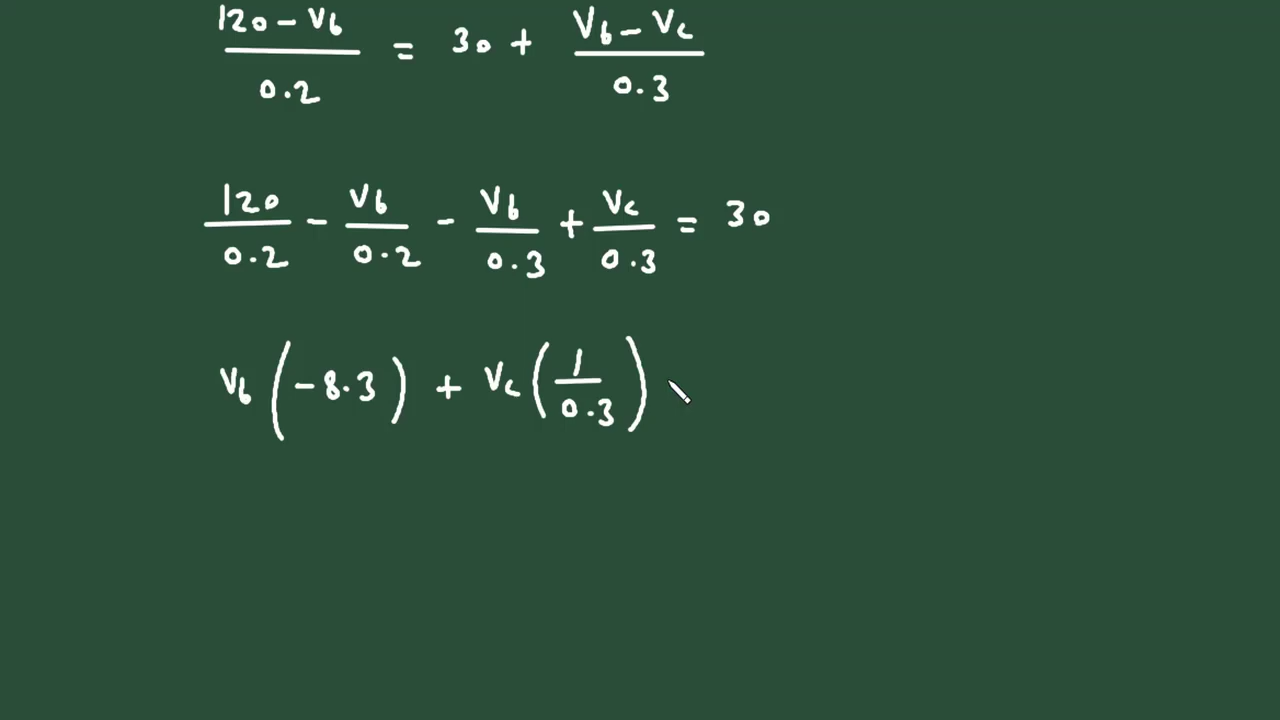 120 - Vb / 0.2 = 30 + Vb - Vc / 0.3
120 / 0.2 - Vb / 0.2 - Vb / 0.3 + Vc / 0.3 = 30
Vb ( - 8.3 ) + Vc ( 1 / 0.3 )